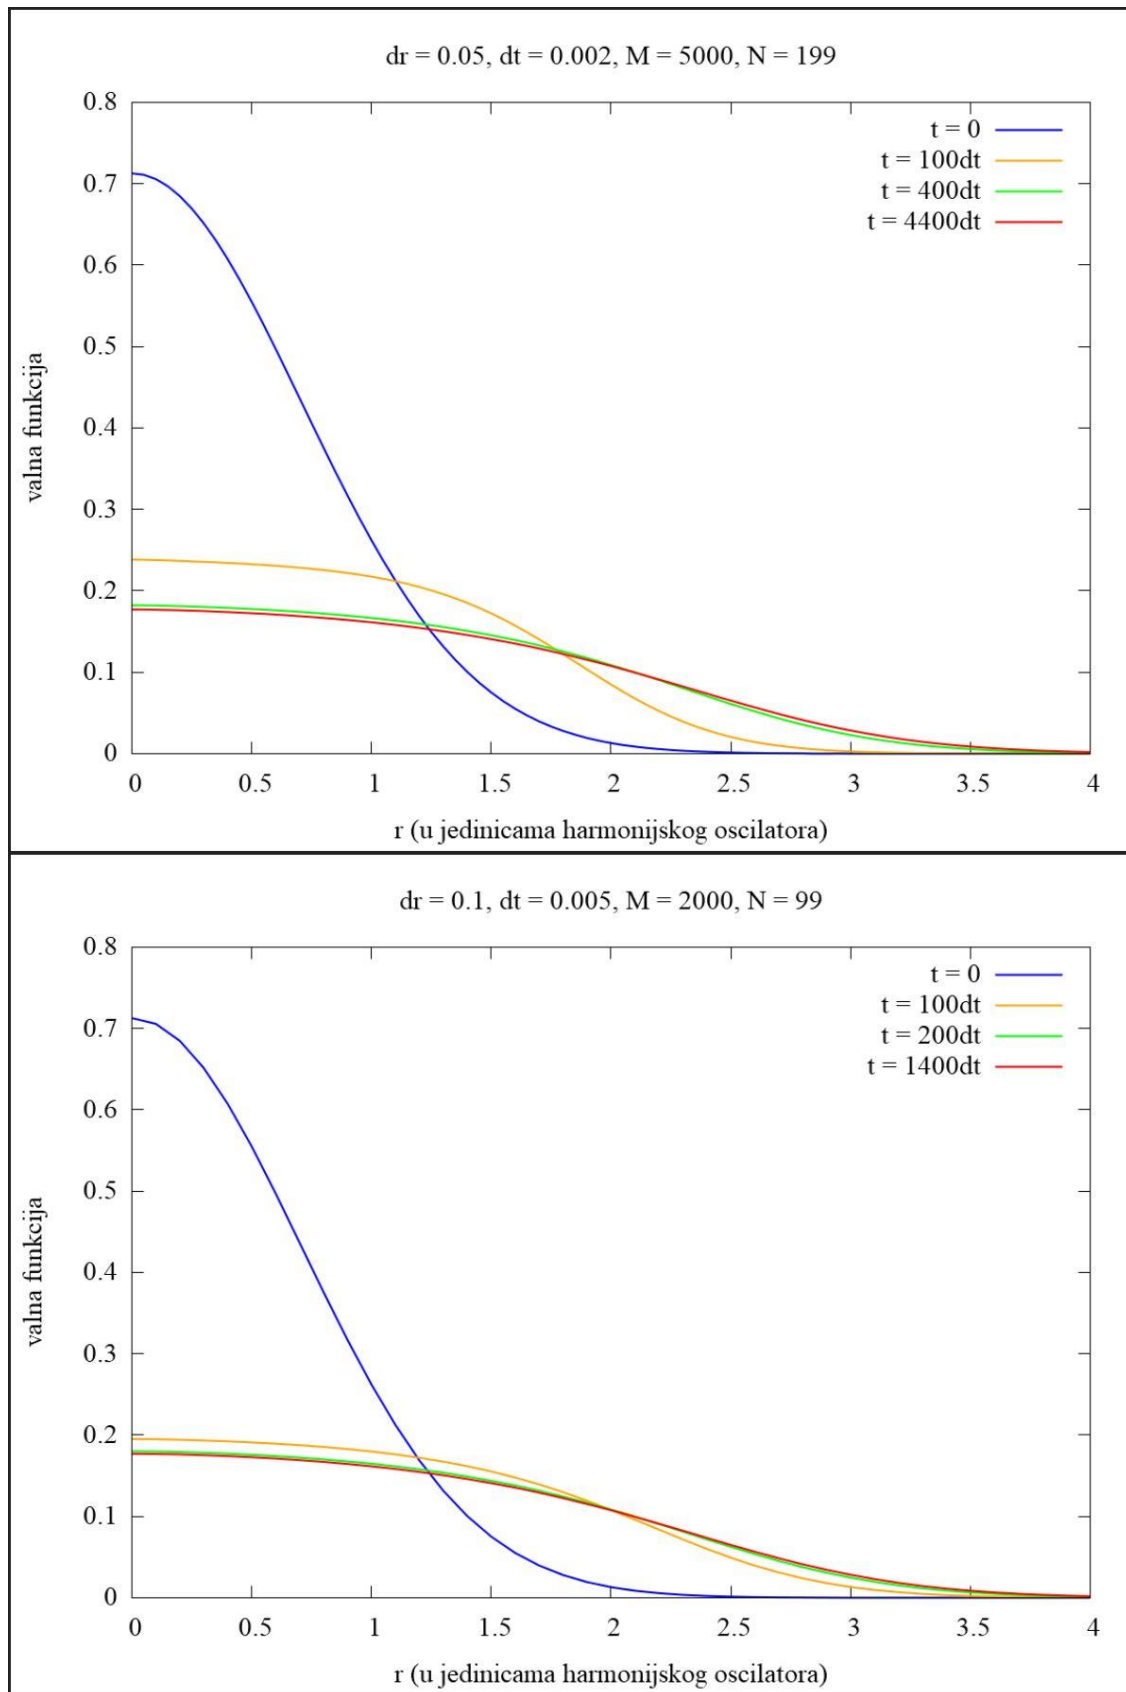 dr = 0.05, dt = 0.002, M = 5000, N = 199
0.8
0.7
0.6
0.5
0.4
0.3
0.2
0.1
0
valna funkcija
t = 0
t = 100dt
t = 400dt
t = 4400dt
0 0.5 1 1.5 2 2.5 3 3.5 4
r (u jedinicama harmonijskog oscilatora)
dr = 0.1, dt = 0.005, M = 2000, N = 99
0.8
0.7
0.6
0.5
0.4
0.3
0.2
0.1
0
valna funkcija
t = 0
t = 100dt
t = 200dt
t = 1400dt
0 0.5 1 1.5 2 2.5 3 3.5 4
r (u jedinicama harmonijskog oscilatora)